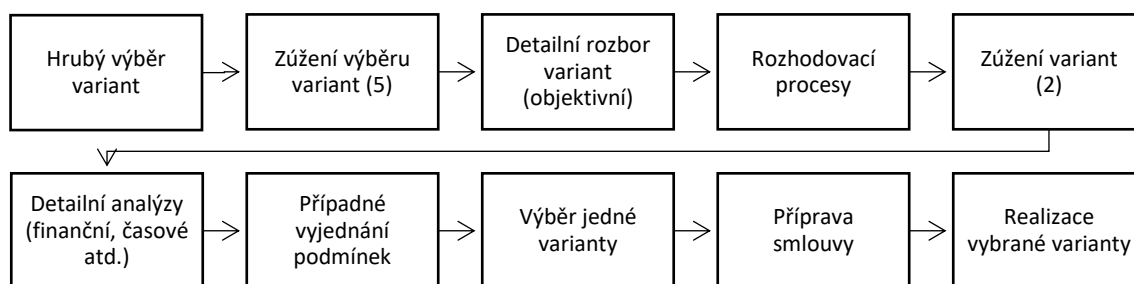 Hrubý výběr
variant
Zúžení výběru
variant (5)
Detailní rozbor
variant
(objektivní)
Rozhodovací
procesy
Zúžení variant
(2)
Detailní analýzy
(finanční, časové
atd.)
Případné
vyjednání
podmínek
Výběr jedné
varianty
Příprava
smlouvy
Realizace
vybrané varianty